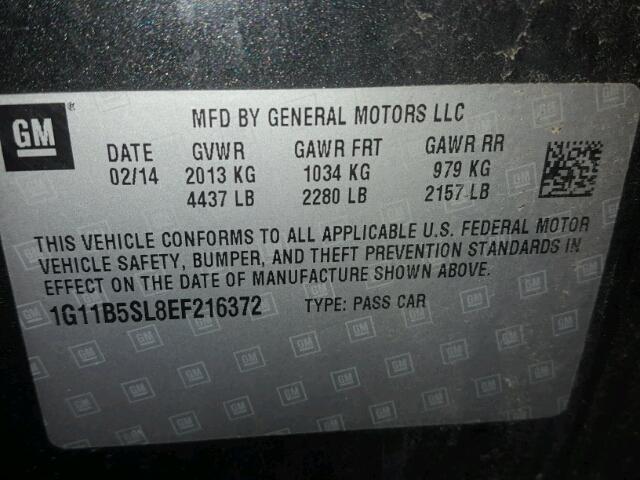 GM
MFD BY GENERAL MOTORS LLC
DATE GVWR GAWR FRT GAWR RR
02/14 2013 KG 1034 KG 979 KG
4437 LB 2280 LB 2157 LB
THIS VEHICLE CONFORMS TO ALL APPLICABLE U.S. FEDERAL MOTOR
VEHICLE SAFETY, BUMPER, AND THEFT PREVENTION STANDARDS IN
EFFECT ON THE DATE OF MANUFACTURE SHOWN ABOVE.
1G11B5SL8EF216372 TYPE: PASS CAR